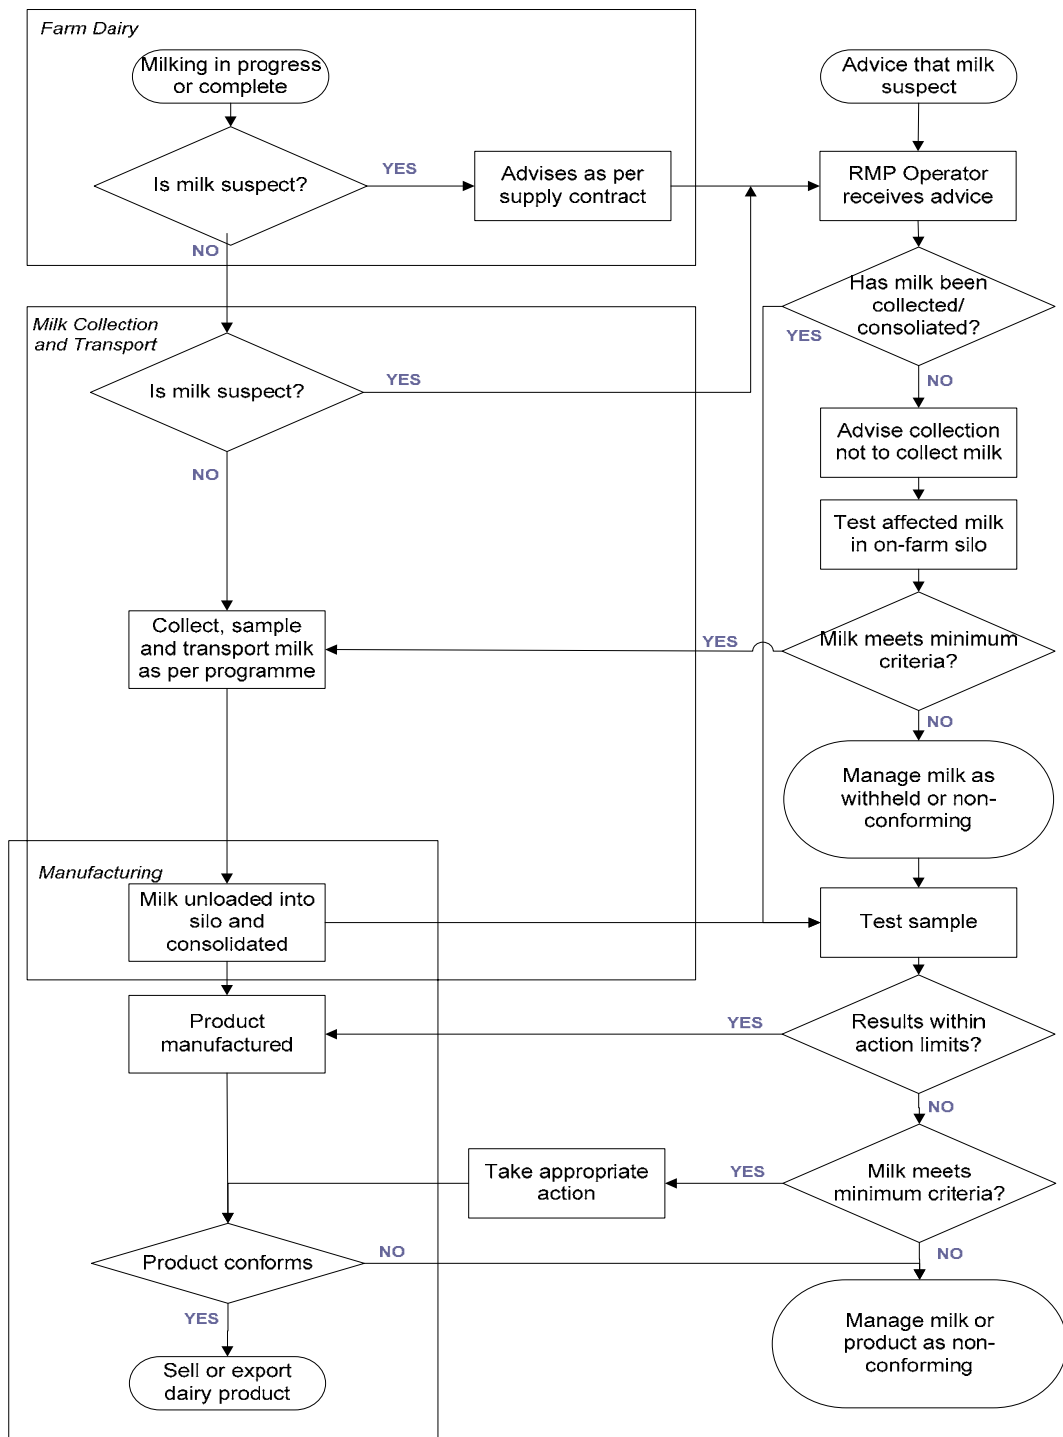 Farm Dairy
Milking in progress
or complete
Advice that milk
suspect
Is milk suspect?
YES
Advises as per
supply contract
RMP Operator
receives advice
NO
Has milk been
collected/
consoliated?
YES
NO
Milk Collection
and Transport
Is milk suspect?
YES
NO
Advise collection
not to collect milk
Test affected milk
in on-farm silo
Collect, sample
and transport milk
as per programme
YES
Milk meets minimum
criteria?
NO
Manage milk as
withheld or non-
conforming
Manufacturing
Milk unloaded into
silo and
consolidated
Test sample
Product
manufactured
YES
Results within
action limits?
NO
Take appropriate
action
YES
Milk meets
minimum criteria?
NO
Product conforms
NO
YES
Manage milk or
product as non-
conforming
Sell or export
dairy product